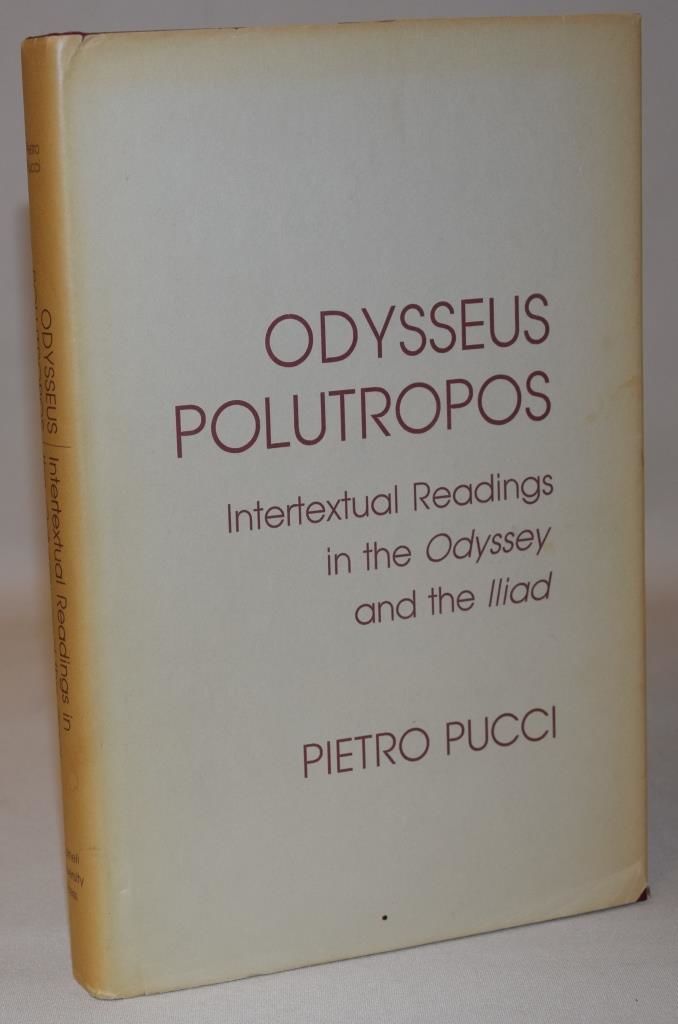 ODYSSEUS
POLUTROPOS
Intertextual Readings
in the Odyssey
and the Iliad
PIETRO PUCCI
ODYSSEUS
Intertextual Readings in